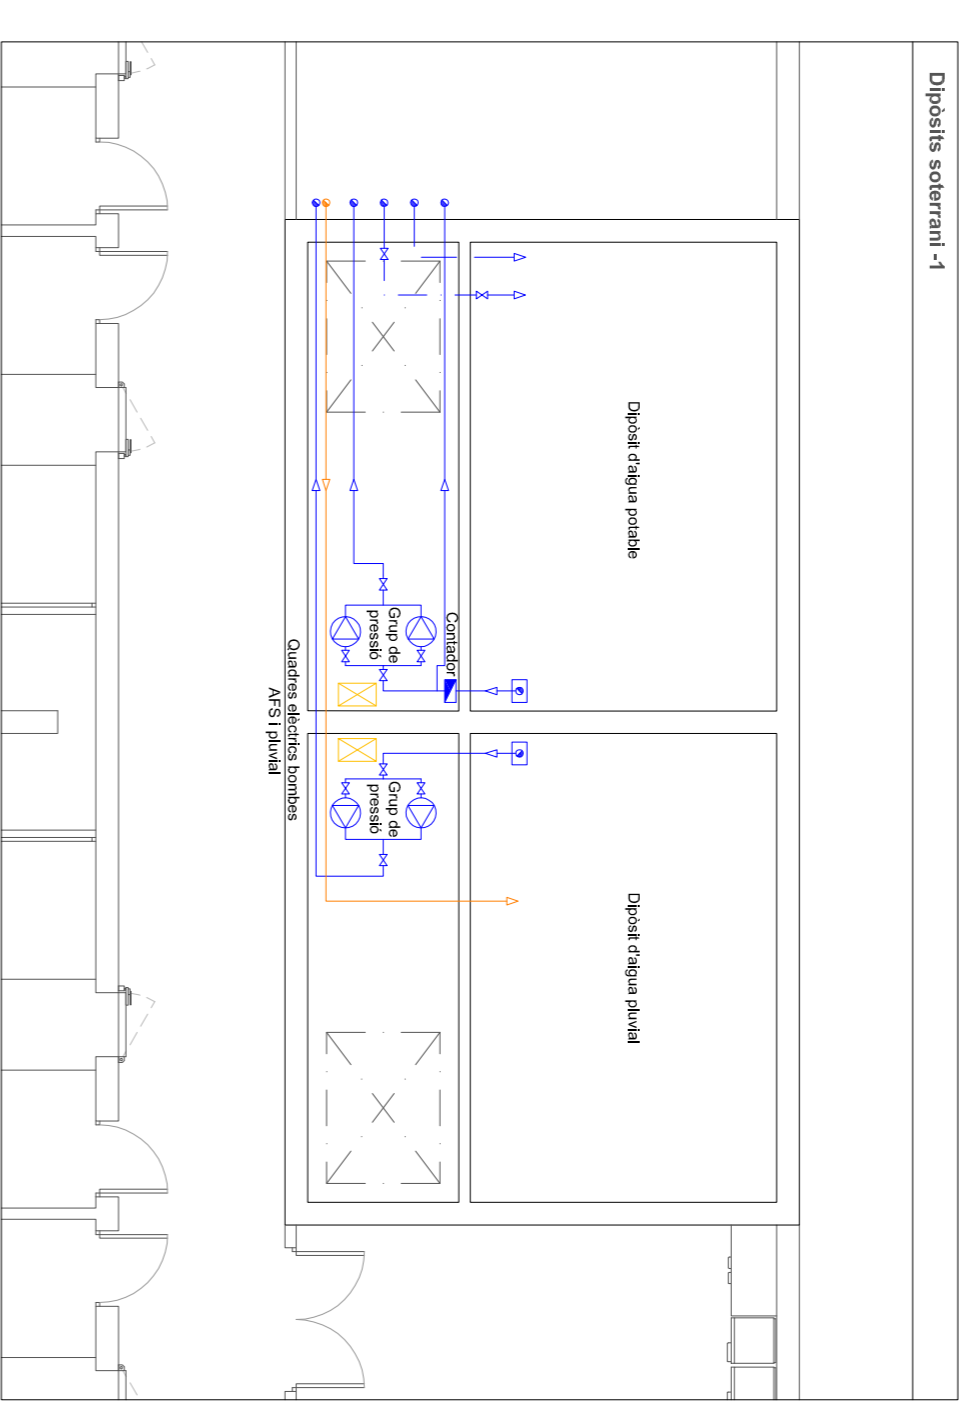 Dipòsits soterrani -1
Dipòsit d'aigua potable
Dipòsit d'aigua pluvial
Contador
Grup de
pressió
Grup de
pressió
Quadres elèctrics bombes
AFS i pluvial